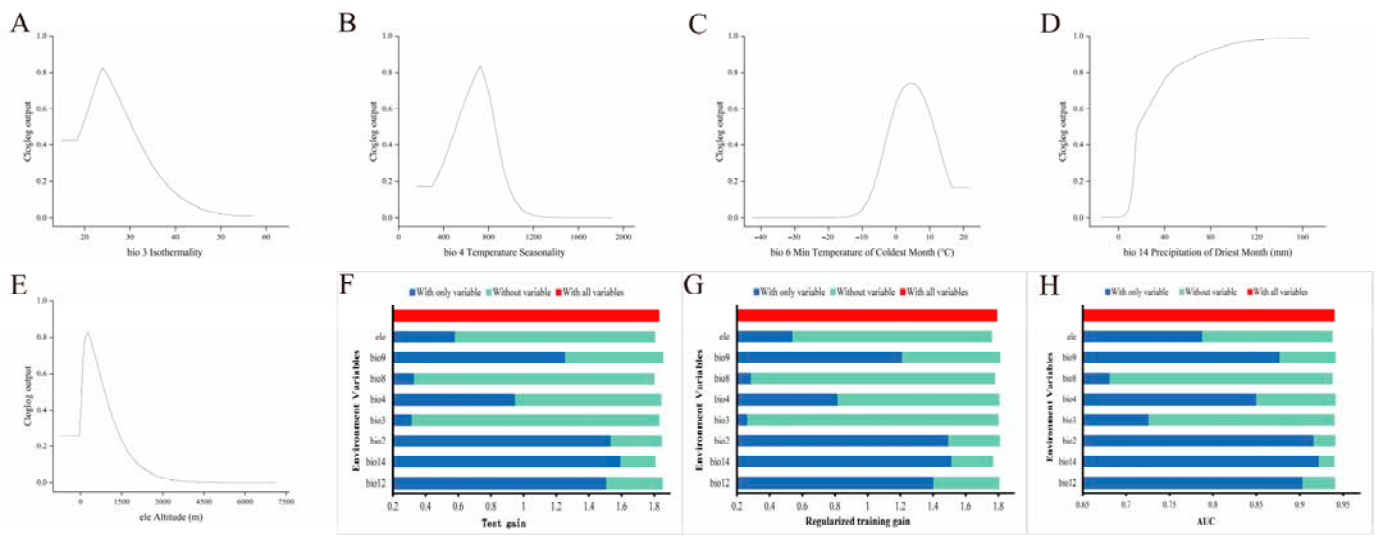 A
1.0
0.8
0.6
0.4
0.2
0.0
Cloglog output
20 30 40 50 60
bio 3 Isothermality
B
1.0
0.8
0.6
0.4
0.2
0.0
Cloglog output
0 400 800 1200 1600 2000
bio 4 Temperature Seasonality
C
1.0
0.8
0.6
0.4
0.2
0.0
Cloglog output
−40 −30 −20 −10 0 10 20
bio 6 Min Temperature of Coldest Month (°C)
D
1.0
0.8
0.6
0.4
0.2
0.0
Cloglog output
0 40 80 120 160
bio 14 Precipitation of Driest Month (mm)
E
1.0
0.8
0.6
0.4
0.2
0.0
Cloglog output
0 1500 3000 4500 6000 7500
ele Altitude (m)
F
With only variable Without variable With all variables
Environment Variables
ele
bio9
bio8
bio4
bio3
bio2
bio14
bio12
0.2 0.4 0.6 0.8 1 1.2 1.4 1.6 1.8
Test gain
G
With only variable Without variable With all variables
Environment Variables
ele
bio9
bio8
bio4
bio3
bio2
bio14
bio12
0.2 0.4 0.6 0.8 1 1.2 1.4 1.6 1.8
Regularized training gain
H
With only variable Without variable With all variables
Environment Variables
ele
bio9
bio8
bio4
bio3
bio2
bio14
bio12
0.65 0.7 0.75 0.8 0.85 0.9 0.95
AUC